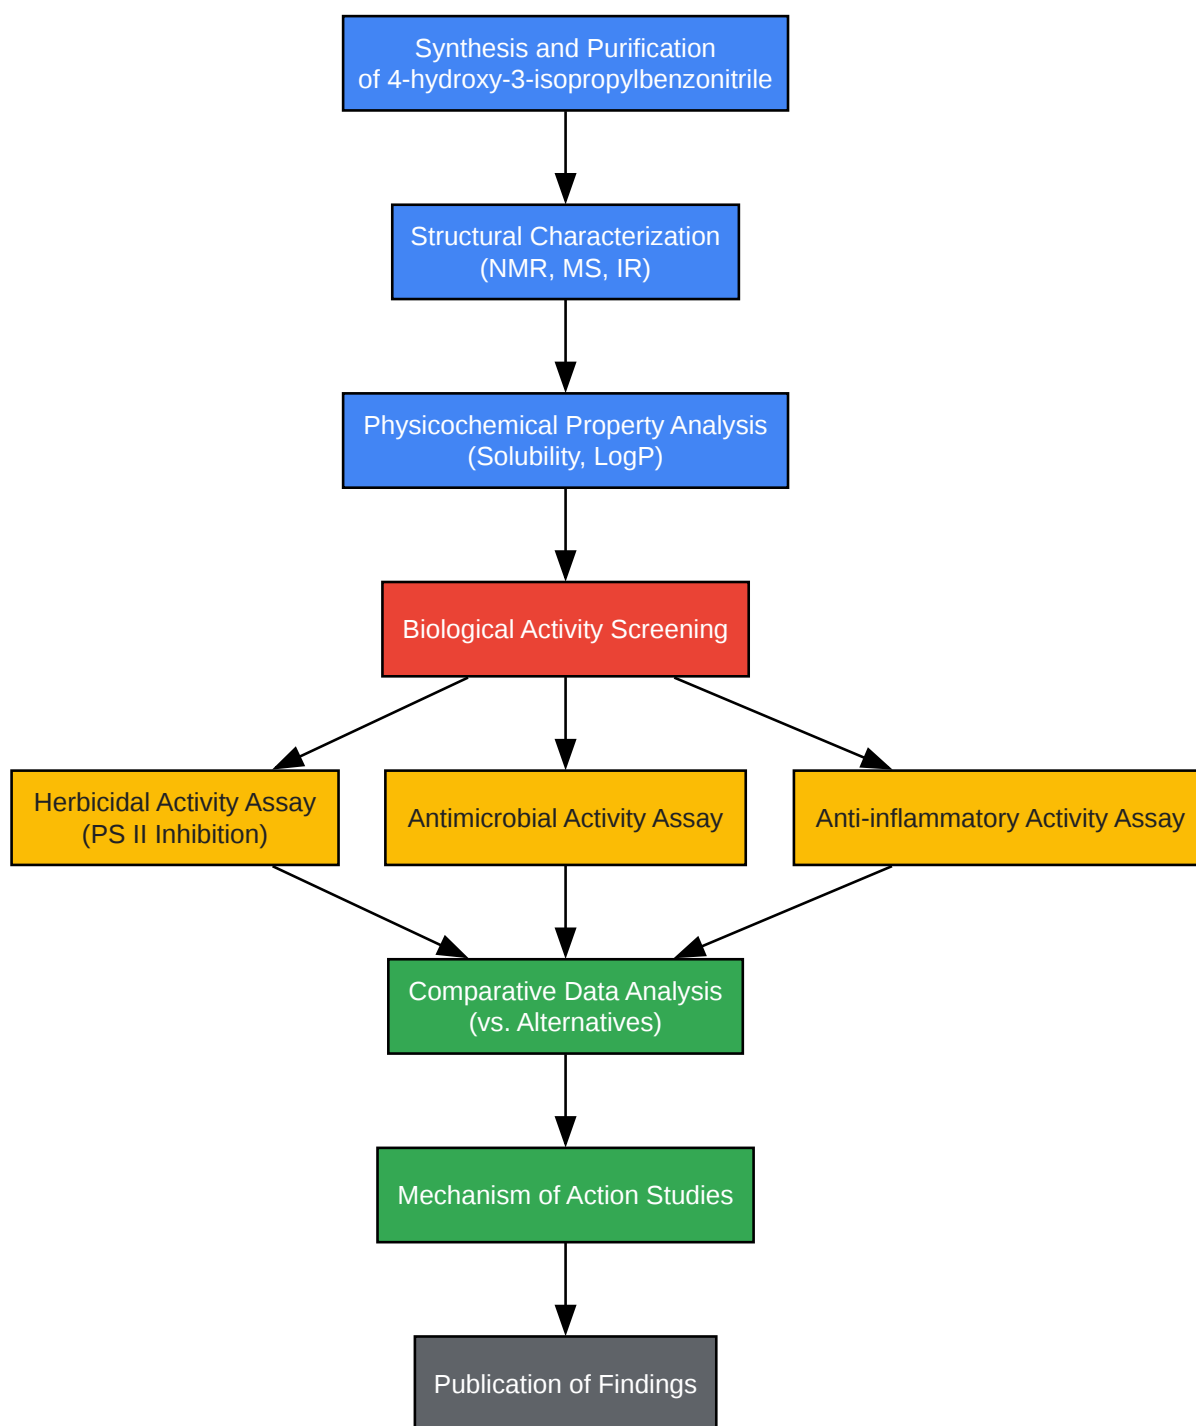 Synthesis and Purification
of 4-hydroxy-3-isopropylbenzonitrile
Structural Characterization
(NMR, MS, IR)
Physicochemical Property Analysis
(Solubility, LogP)
Biological Activity Screening
Herbicidal Activity Assay
(PS II Inhibition)
Antimicrobial Activity Assay
Anti-inflammatory Activity Assay
Comparative Data Analysis
(vs. Alternatives)
Mechanism of Action Studies
Publication of Findings